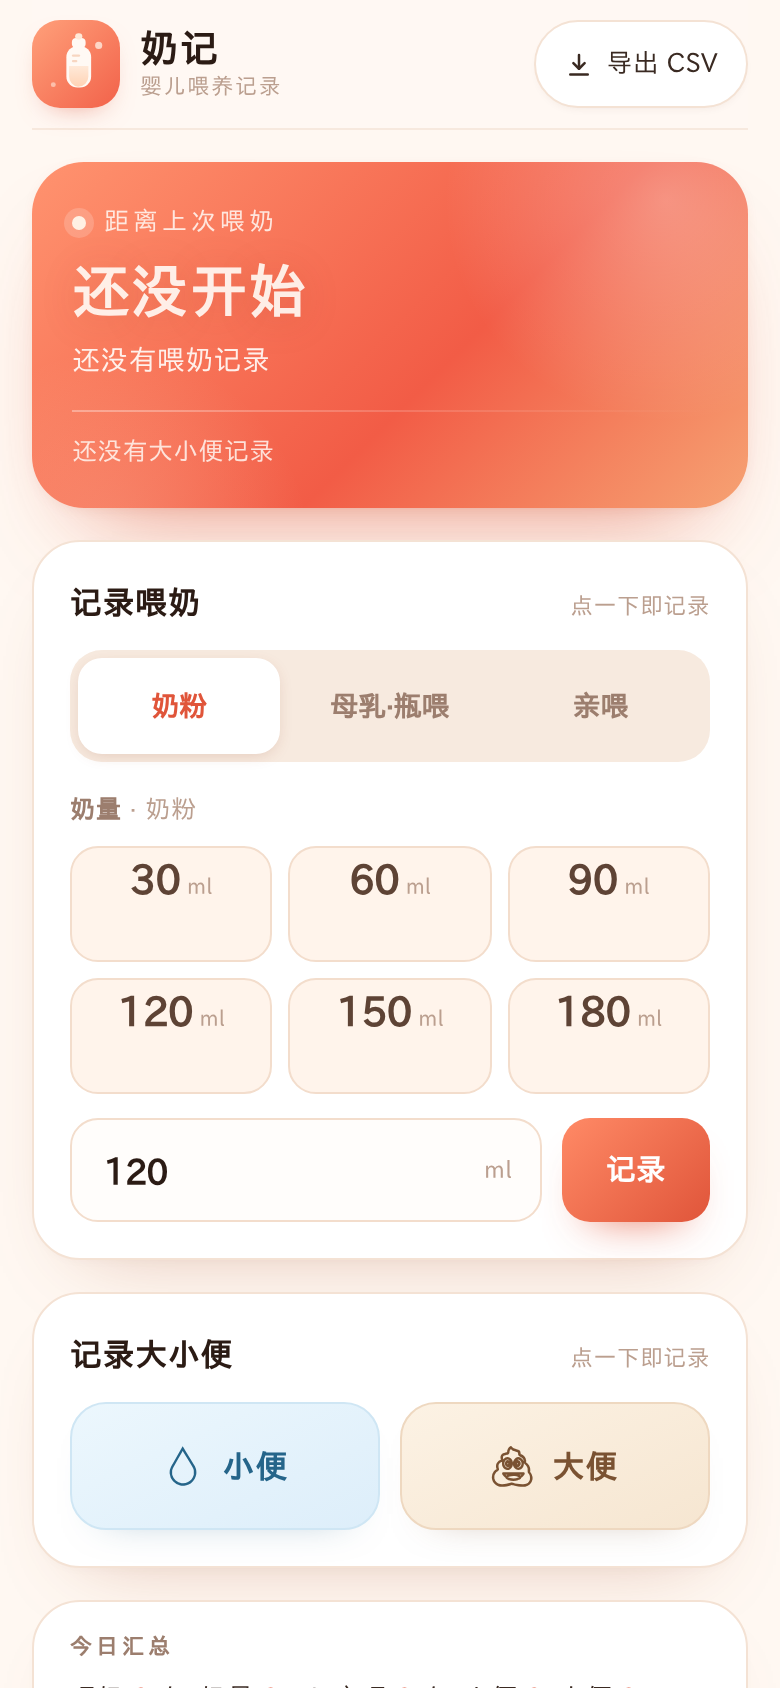 奶记
婴儿喂养记录
导出 CSV
距离上次喂奶
还没开始
还没有喂奶记录
还没有大小便记录
记录喂奶
点一下即记录
奶粉
母乳·瓶喂
亲喂
奶量 · 奶粉
30 ml
60 ml
90 ml
120 ml
150 ml
180 ml
120
ml
记录
记录大小便
点一下即记录
小便
大便
今日汇总